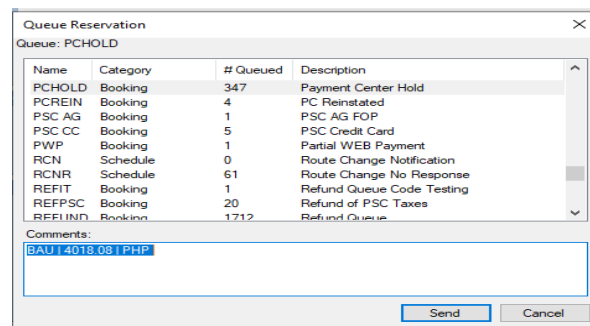 Queue Reservation
Queue: PCHOLD
Name Category # Queued Description
PCHOLD Booking 347 Payment Center Hold
PCREIN Booking 4 PC Reinstated
PSC AG Booking 1 PSC AG FOP
PSC CC Booking 5 PSC Credit Card
PWP Booking 1 Partial WEB Payment
RCN Schedule 0 Route Change Notification
RCNR Schedule 61 Route Change No Response
REFIT Booking 1 Refund Queue Code Testing
REFPSC Booking 20 Refund of PSC Taxes
REFUND Booking 1712 Refund Queue
Comments:
BAU | 4018.08 | PHP
Send Cancel